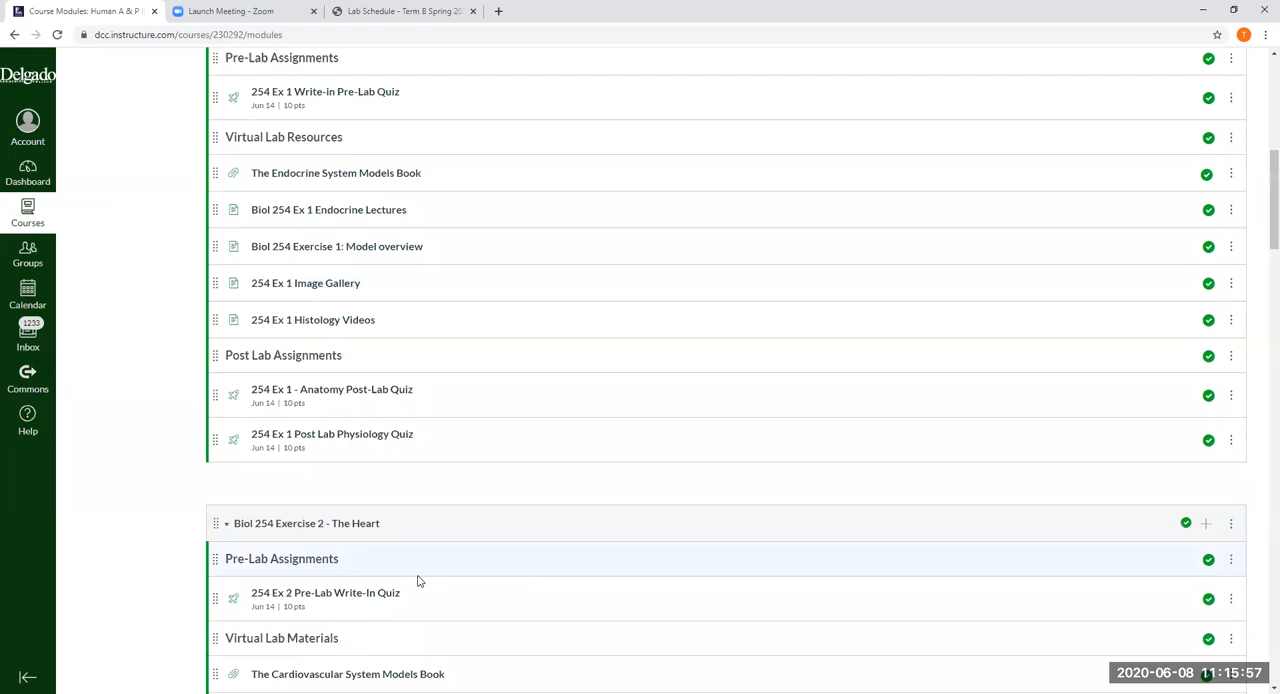 Course Modules: Human A & P I
Launch Meeting - Zoom
Lab Schedule - Term B Spring 20
dcc.instructure.com/courses/230292/modules
T
Delgado
Account
Dashboard
Courses
Groups
Calendar
1233
Inbox
Commons
Help
Pre-Lab Assignments
254 Ex 1 Write-in Pre-Lab Quiz
Jun 14 | 10 pts
Virtual Lab Resources
The Endocrine System Models Book
Biol 254 Ex 1 Endocrine Lectures
Biol 254 Exercise 1: Model overview
254 Ex 1 Image Gallery
254 Ex 1 Histology Videos
Post Lab Assignments
254 Ex 1 - Anatomy Post-Lab Quiz
Jun 14 | 10 pts
254 Ex 1 Post Lab Physiology Quiz
Jun 14 | 10 pts
Biol 254 Exercise 2 - The Heart
Pre-Lab Assignments
254 Ex 2 Pre-Lab Write-In Quiz
Jun 14 | 10 pts
Virtual Lab Materials
The Cardiovascular System Models Book
2020-06-08 11:15:57